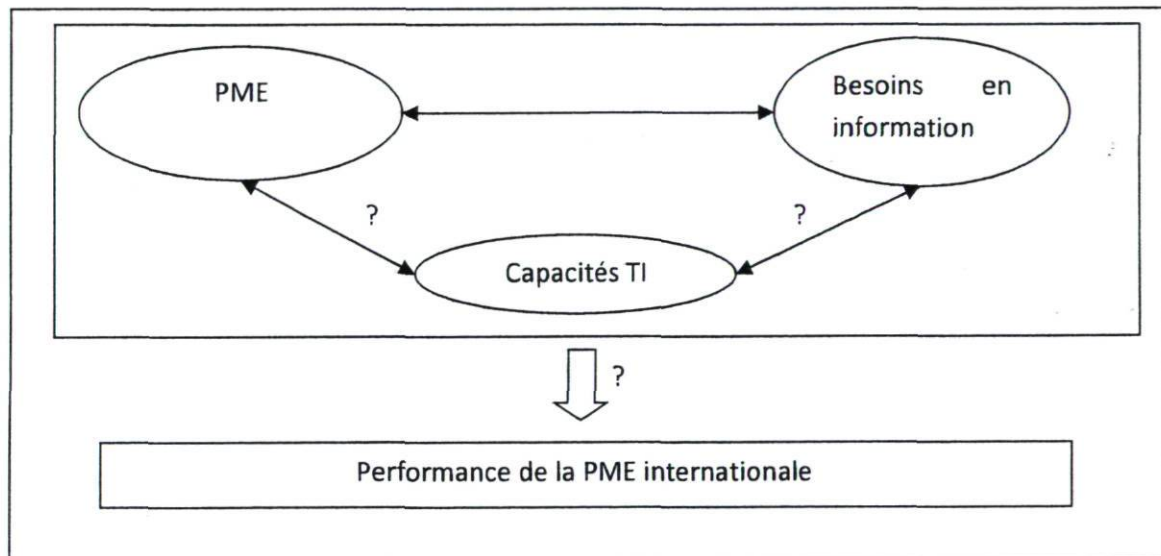 PME
Besoins en
information
?
?
Capacités TI
?
Performance de la PME internationale